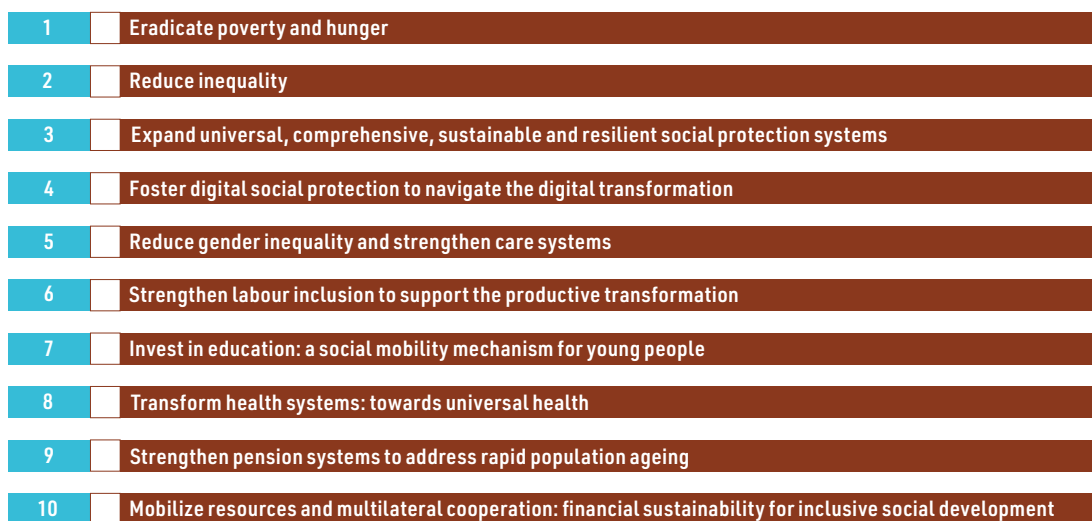 1 Eradicate poverty and hunger
2 Reduce inequality
3 Expand universal, comprehensive, sustainable and resilient social protection systems
4 Foster digital social protection to navigate the digital transformation
5 Reduce gender inequality and strengthen care systems
6 Strengthen labour inclusion to support the productive transformation
7 Invest in education: a social mobility mechanism for young people
8 Transform health systems: towards universal health
9 Strengthen pension systems to address rapid population ageing
10 Mobilize resources and multilateral cooperation: financial sustainability for inclusive social development